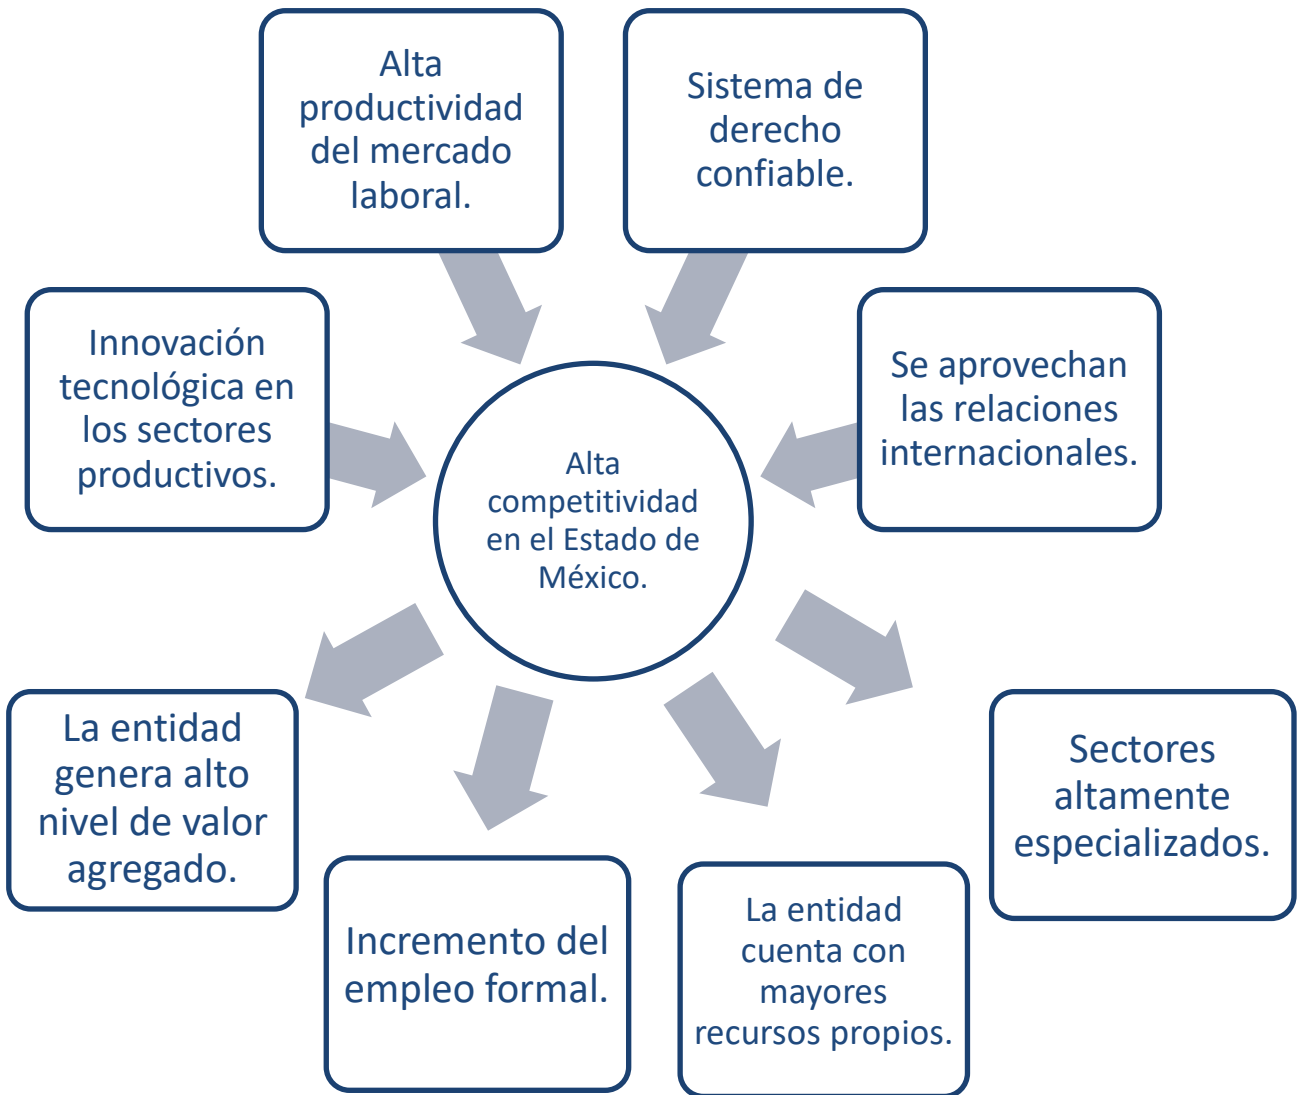 Alta
productividad
del mercado
laboral.
Sistema de
derecho
confiable.
Innovación
tecnológica en
los sectores
productivos.
Se aprovechan
las relaciones
internacionales.
Alta
competitividad
en el Estado de
México.
La entidad
genera alto
nivel de valor
agregado.
Incremento del
empleo formal.
La entidad
cuenta con
mayores
recursos propios.
Sectores
altamente
especializados.